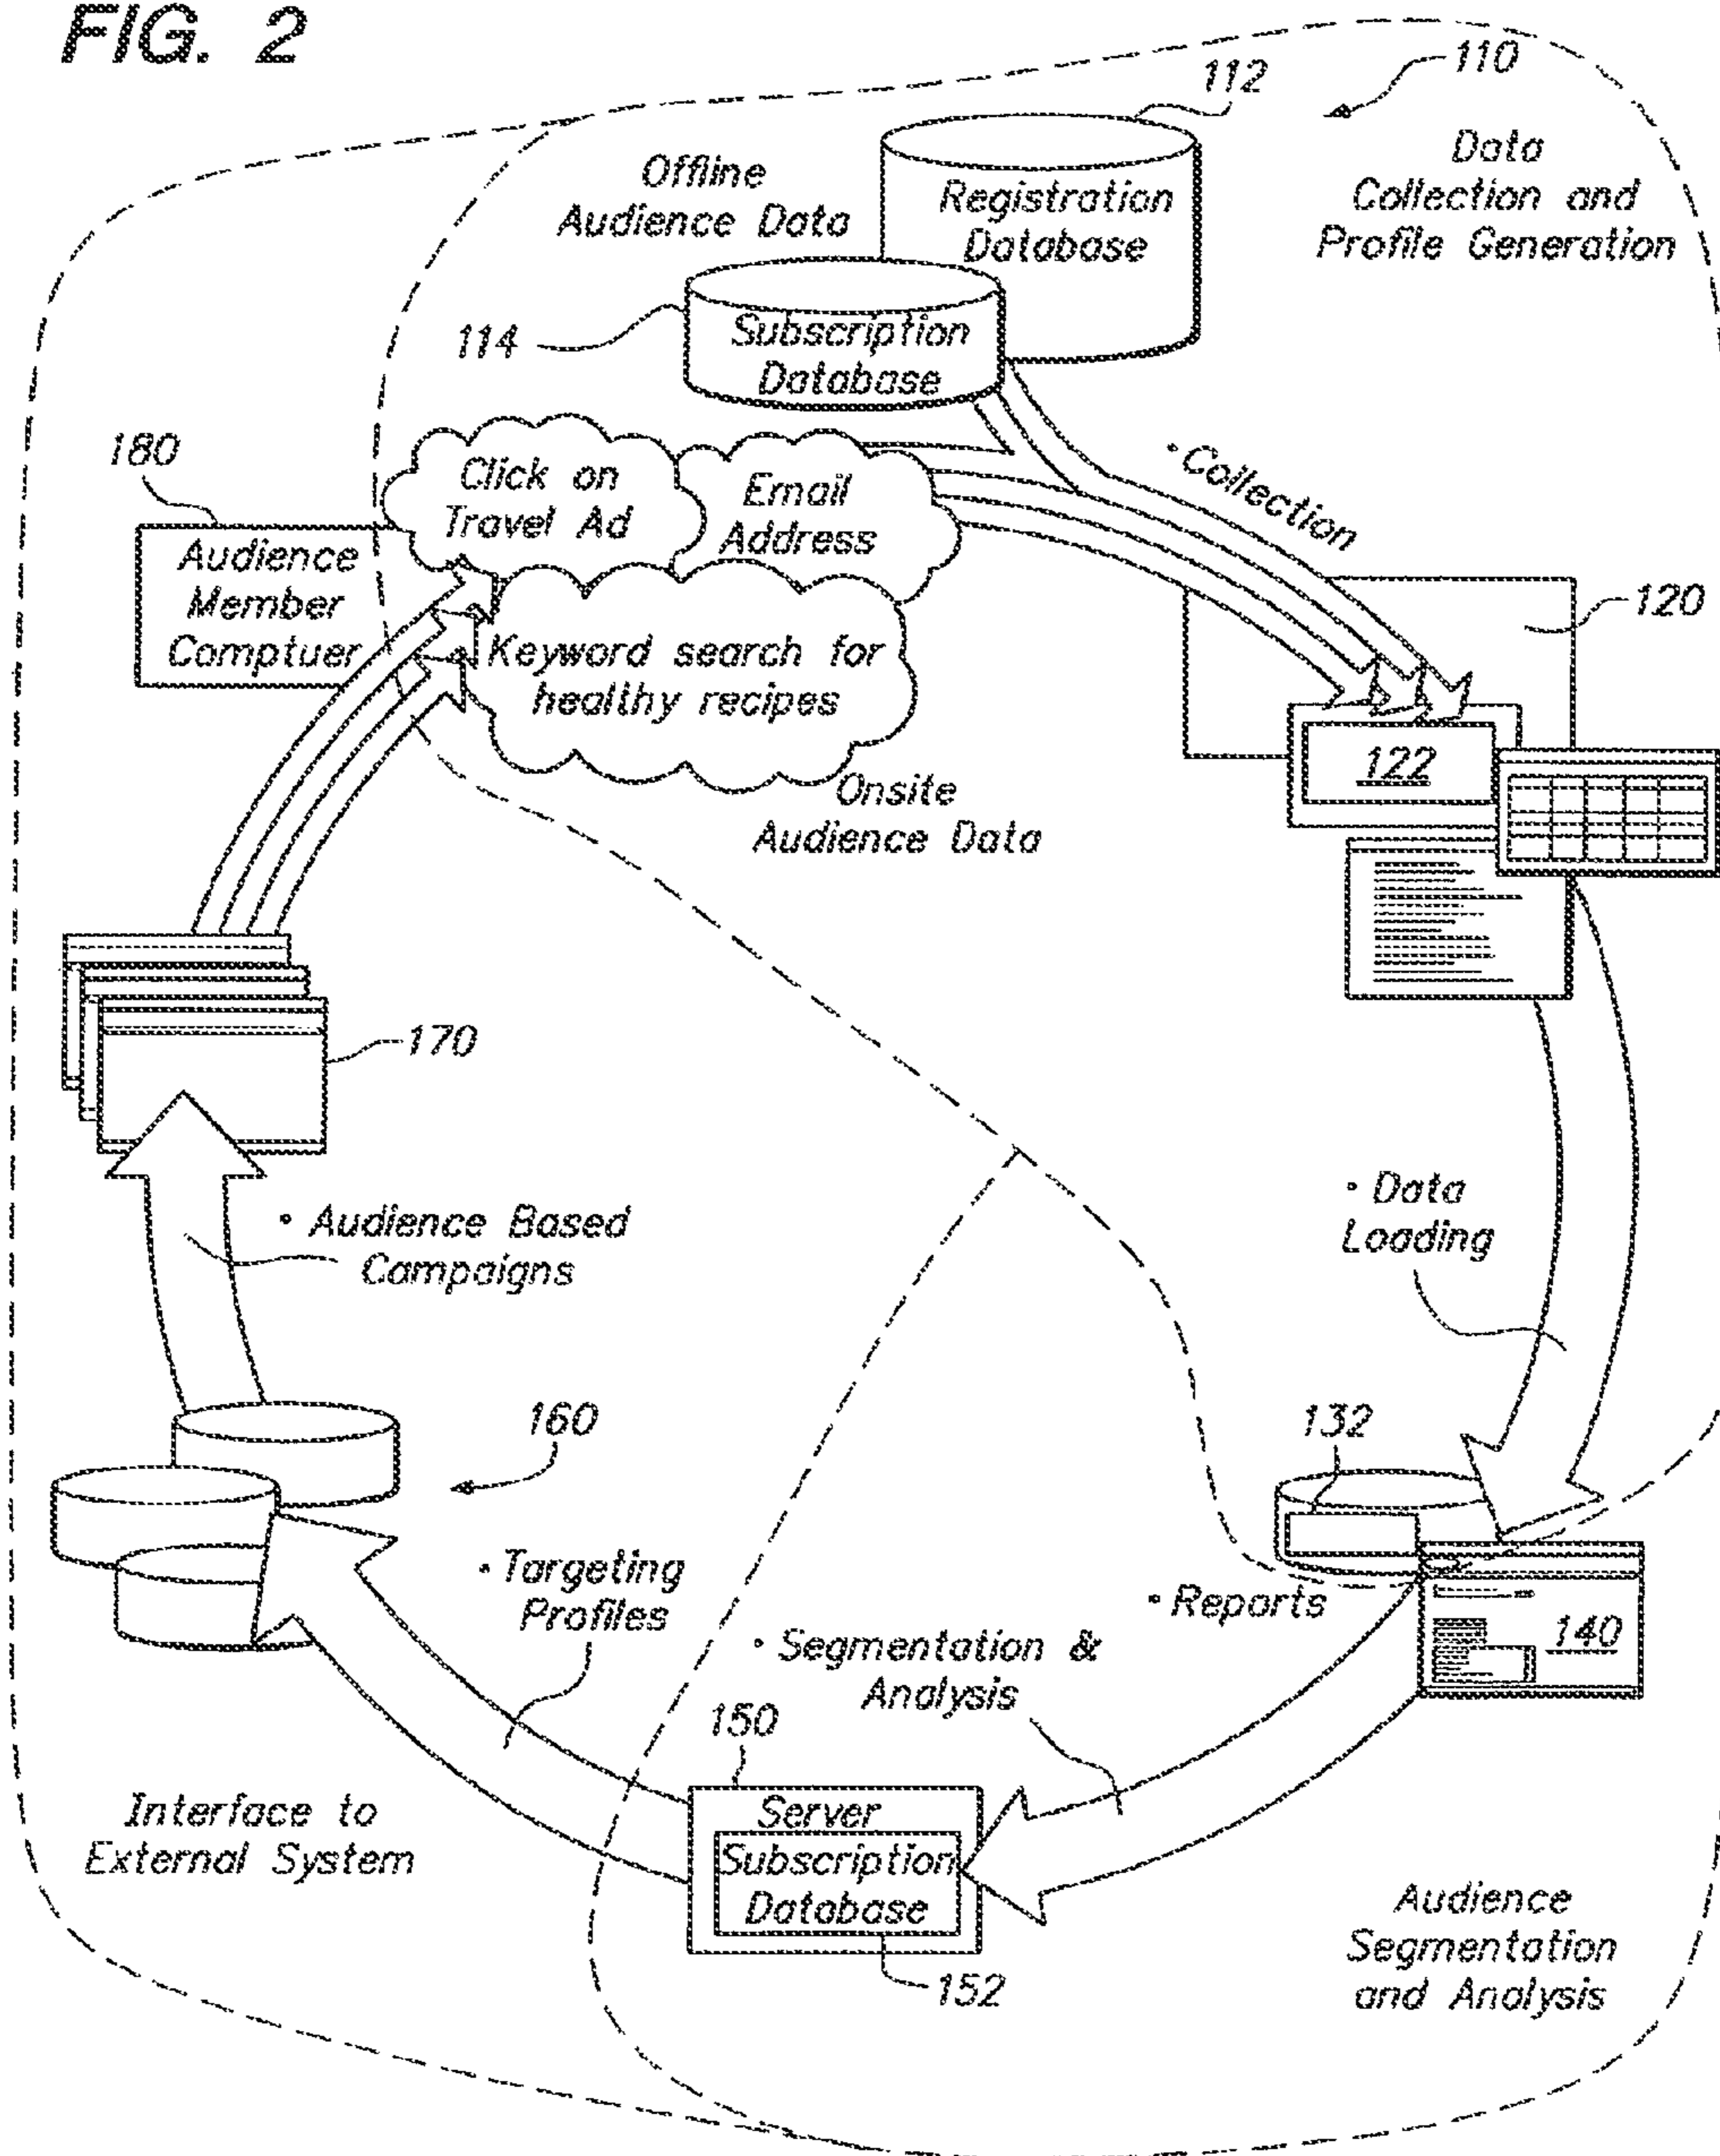 FIG. 2
110
112
Data
Collection and
Profile Generation
Offline
Audience Data
Registration
Database
114
Subscription
Database
180
Click on
Travel Ad
Email
Address
• Collection
Audience
Member
Comptuer
120
Keyword search for
healthy recipes
122
Onsite
Audience Data
170
• Data
Loading
• Audience Based
Campaigns
160
132
• Targeting
Profiles
• Reports
140
• Segmentation &
Analysis
150
Interface to
External System
Server
Subscription
Database
152
Audience
Segmentation
and Analysis